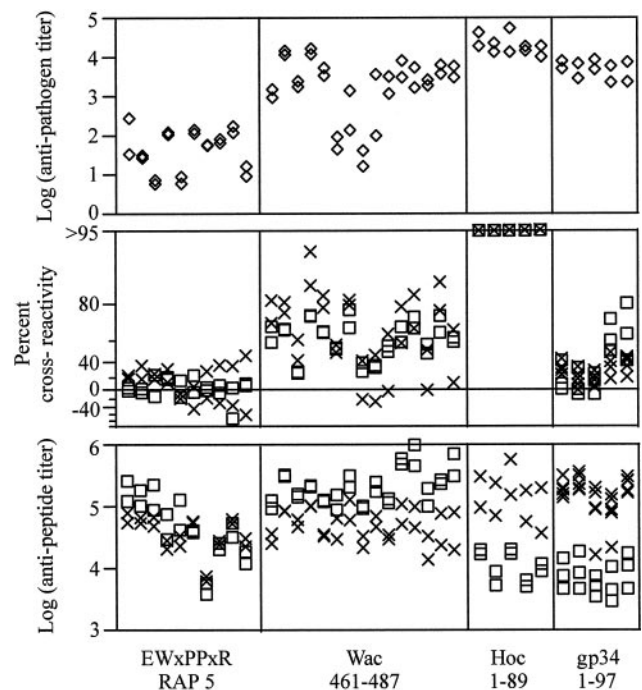 Log (anti-pathogen titer)
5
4
3
2
1
0
Percent
cross- reactivity
>95
80
40
0
-40
Log (anti-peptide titer)
6
5
4
3
EWxPPxR
RAP 5
Wac
461-487
Hoc
1-89
gp34
1-97